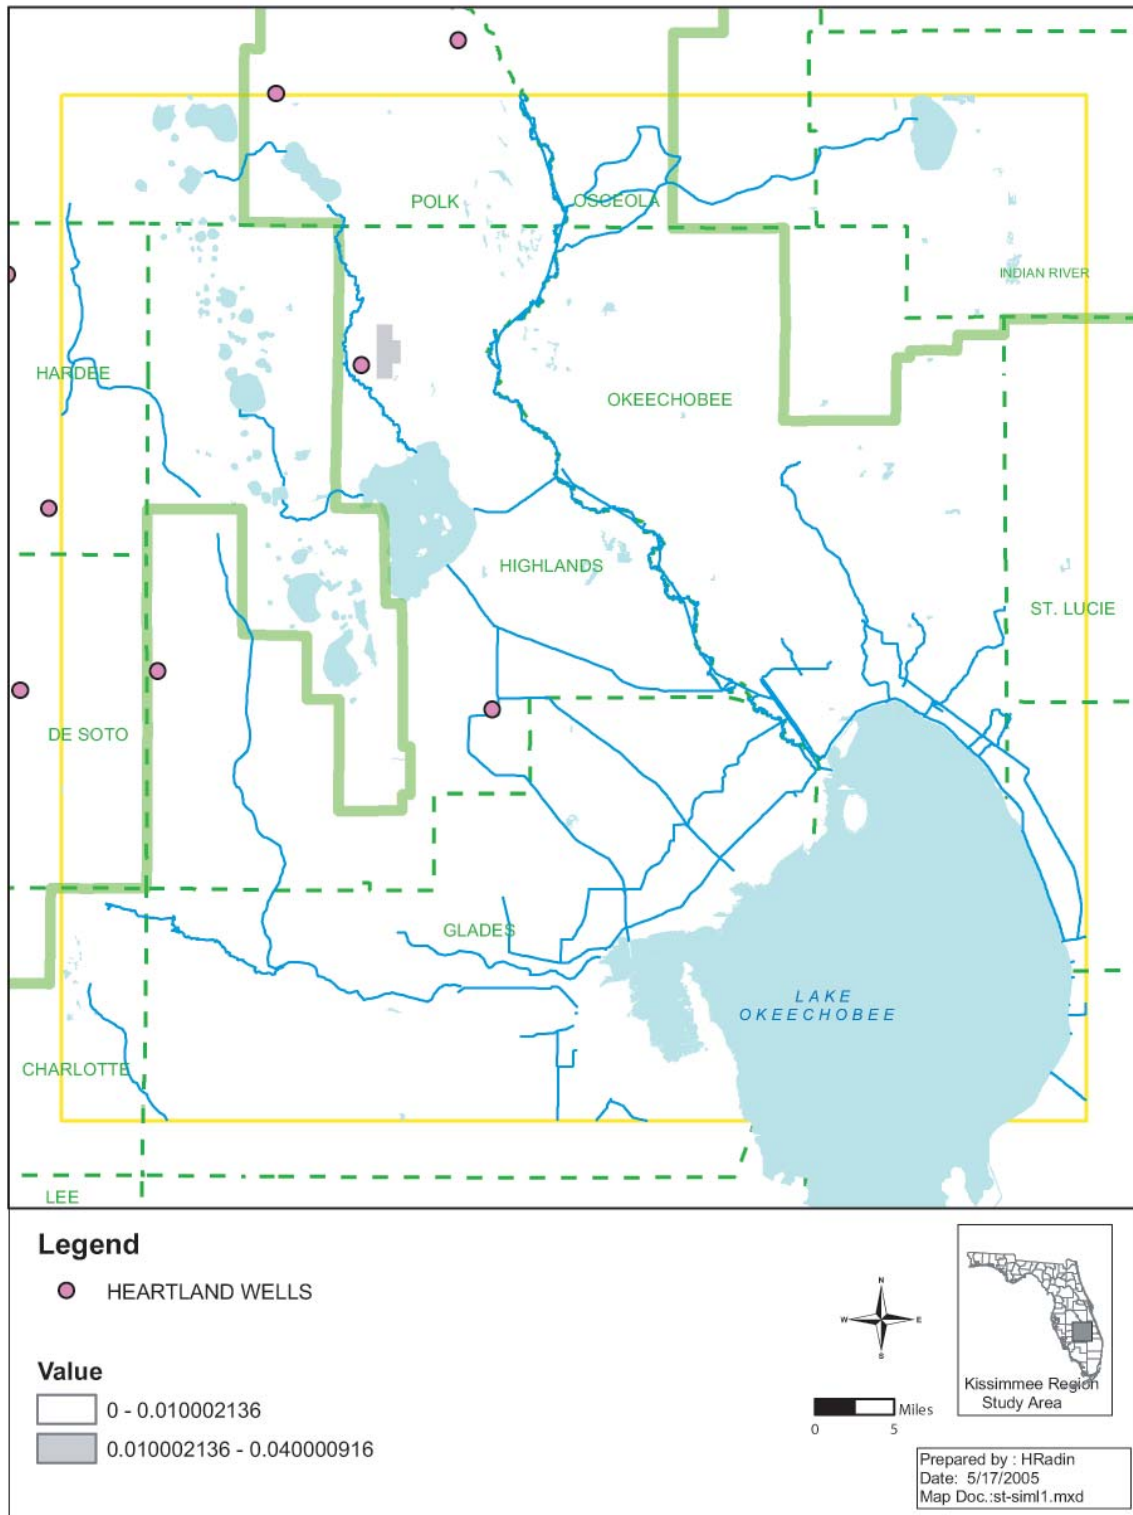 POLK
OSCEOLA
INDIAN RIVER
HARDEE
OKEECHOBEE
HIGHLANDS
ST. LUCIE
DE SOTO
GLADES
LAKE
OKEECHOBEE
CHARLOTTE
LEE
Legend
HEARTLAND WELLS
Value
0 - 0.010002136
0.010002136 - 0.040000916
N
W
E
S
Miles
0
5
Kissimmee Region
Study Area
Prepared by : HRadin
Date: 5/17/2005
Map Doc.:st-siml1.mxd